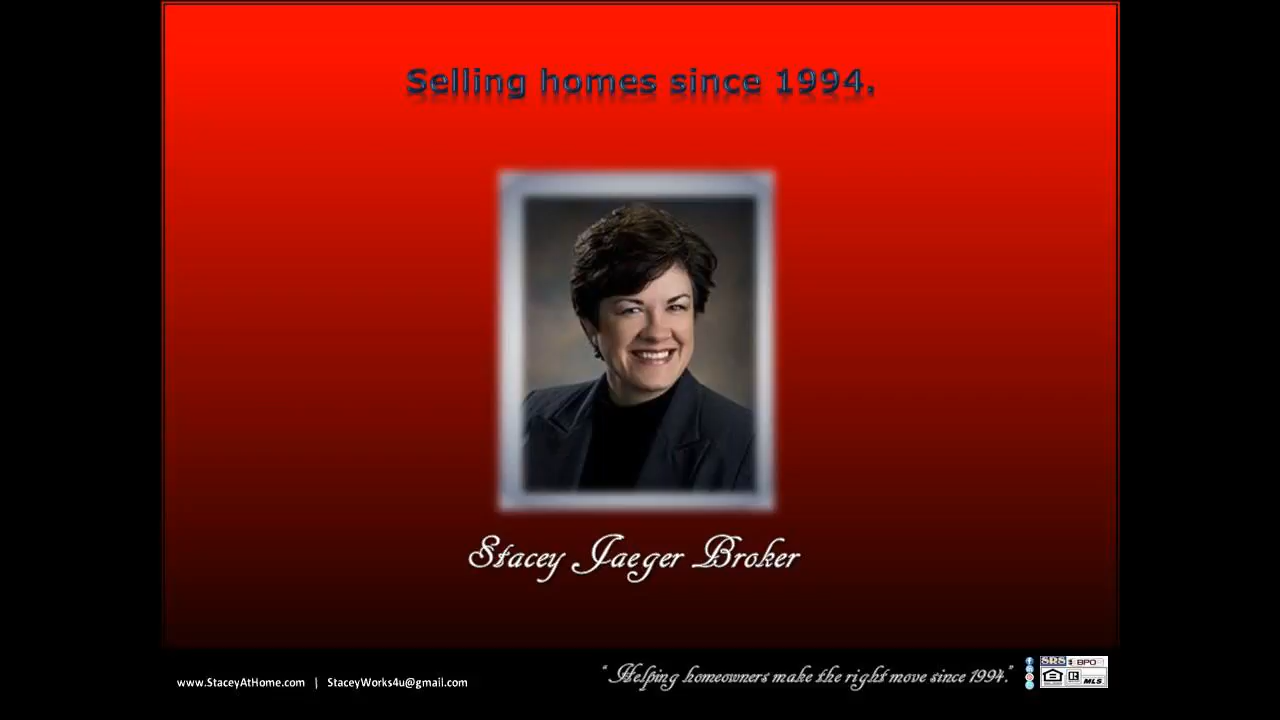 Selling homes since 1994.
Stacey Jaeger Broker
www.StaceyAtHome.com | StaceyWorks4u@gmail.com
" Helping homeowners make the right move since 1994."
SRS BPO
R MLS